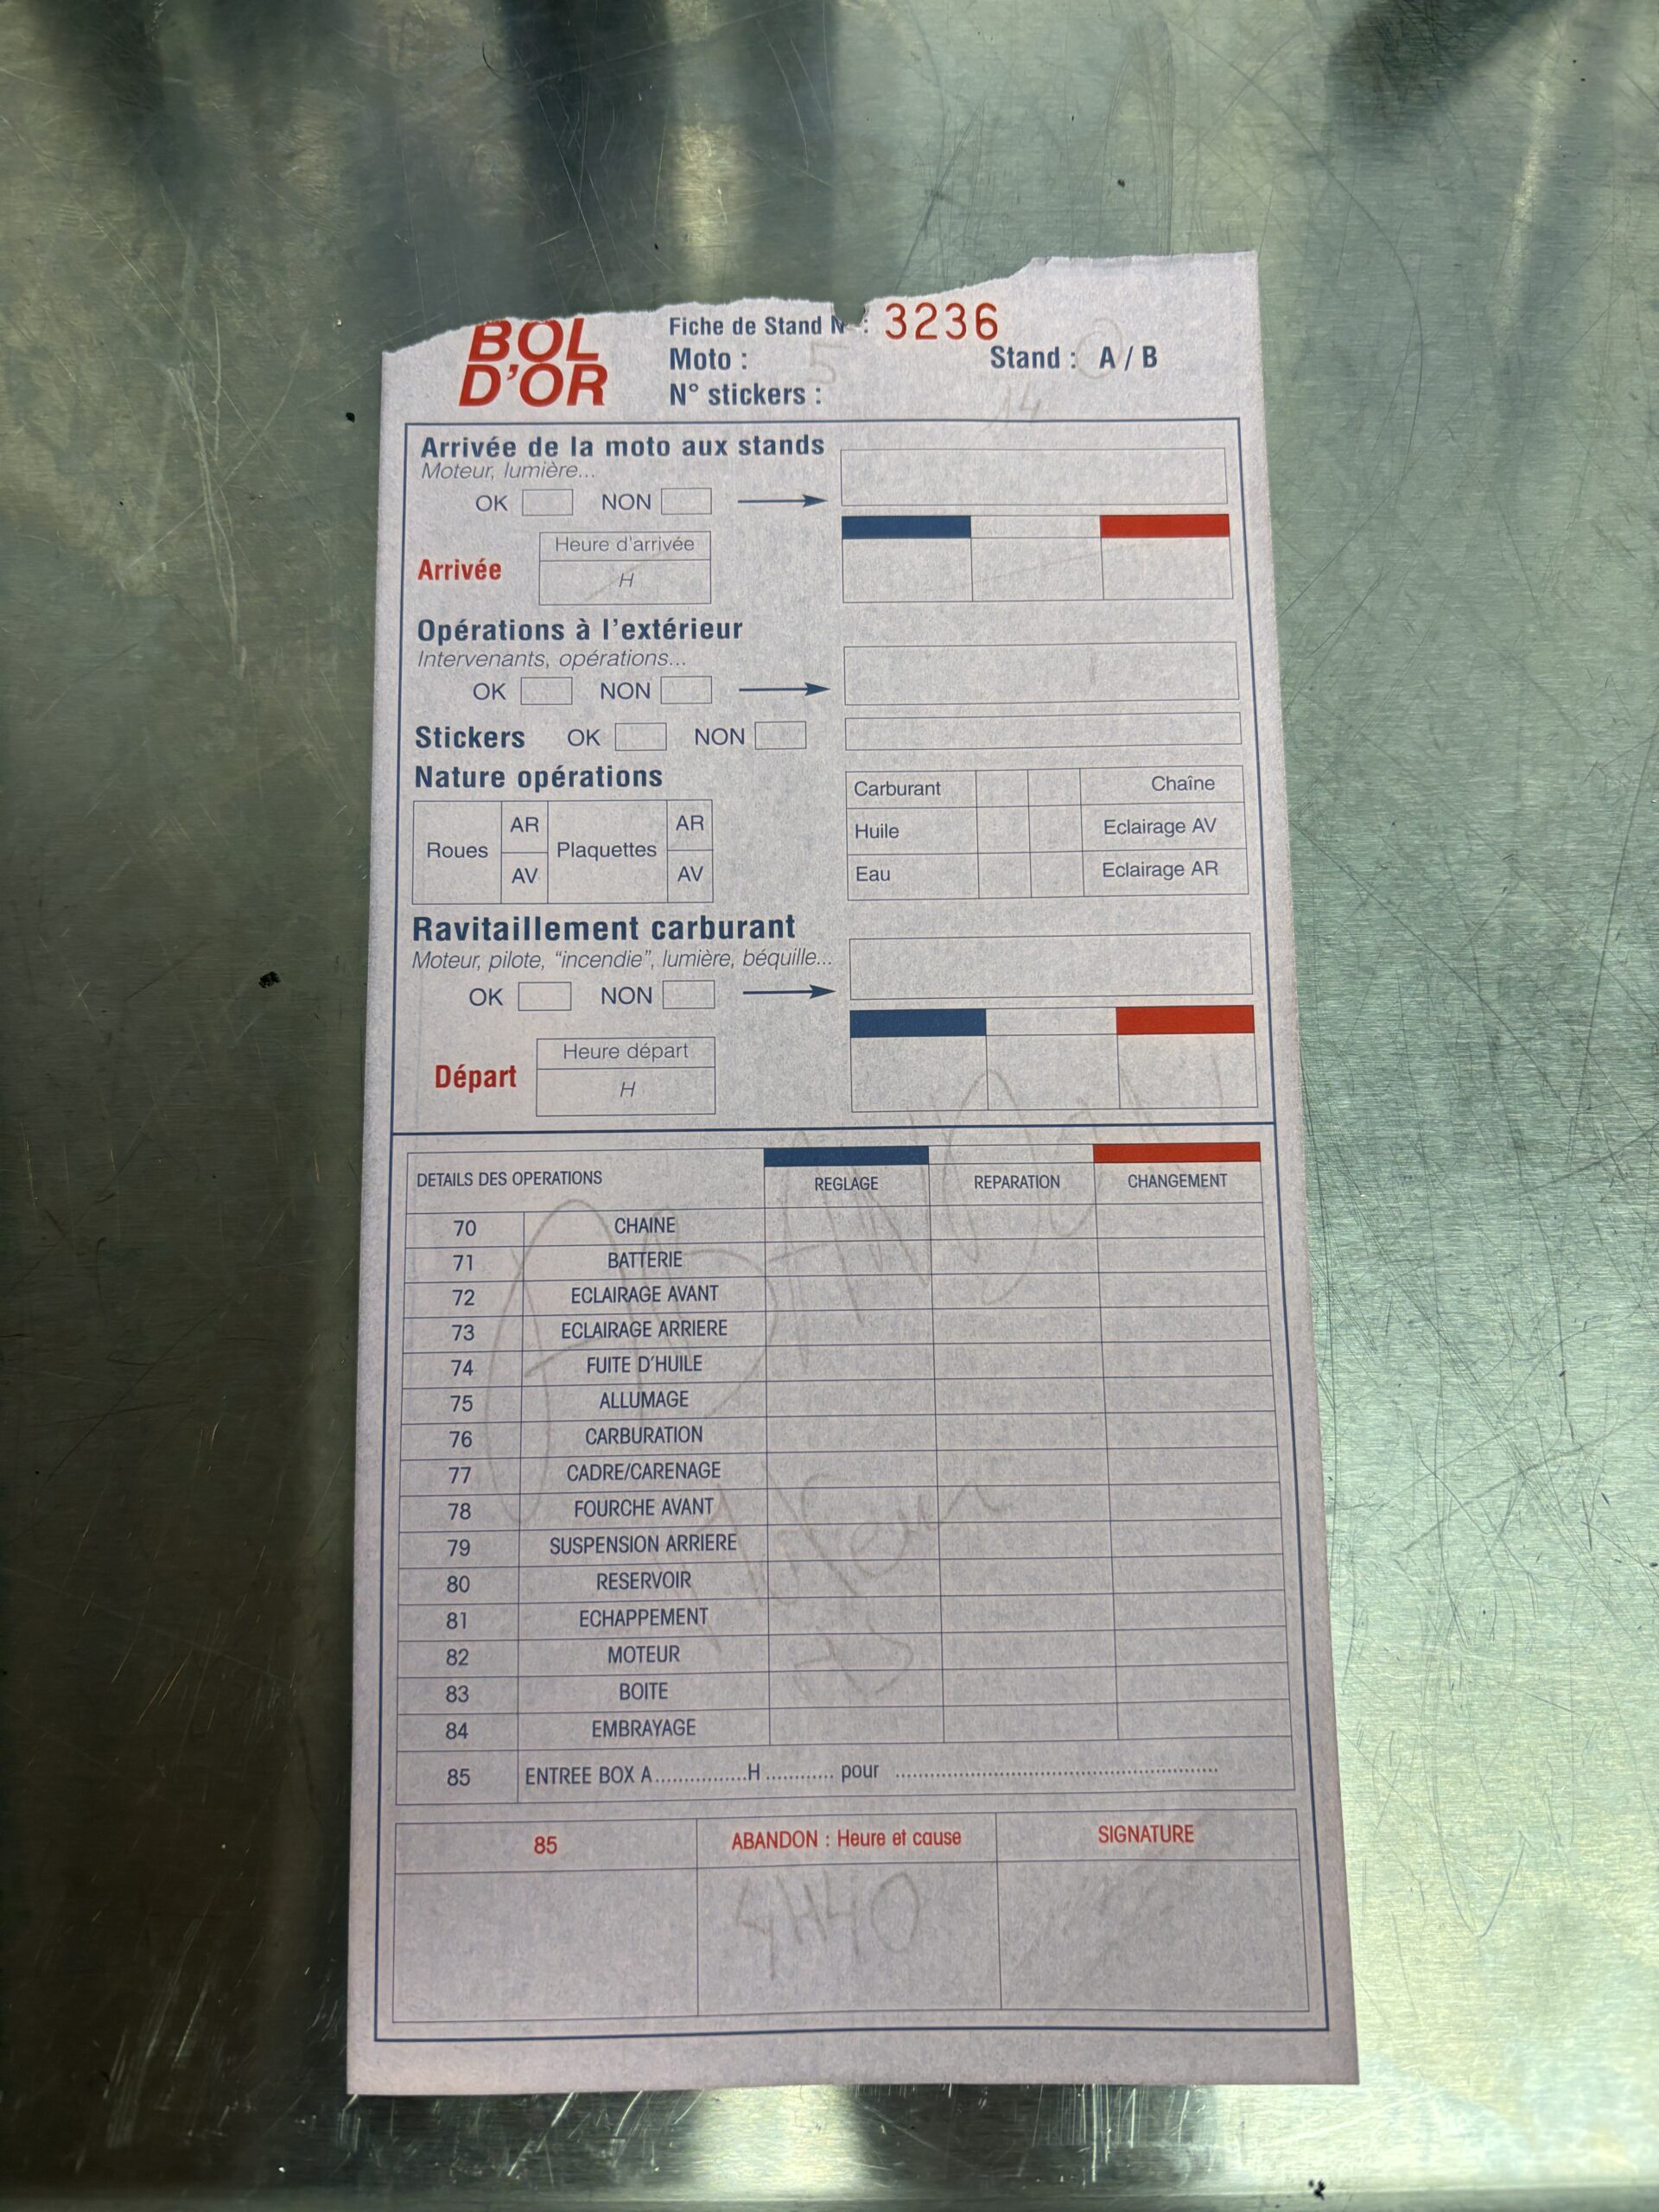 BOL
D'OR
Fiche de Stand N° : 3236
Moto : 5
Stand : A / B
N° stickers :
14
Arrivée de la moto aux stands
Moteur, lumière...
OK NON
Arrivée
Heure d'arrivée
H
Opérations à l'extérieur
Intervenants, opérations...
OK NON
Stickers OK NON
Nature opérations
Roues AR AV Plaquettes AR AV
Carburant Chaîne
Huile Eclairage AV
Eau Eclairage AR
Ravitaillement carburant
Moteur, pilote, "incendie", lumière, béquille...
OK NON
Départ
Heure départ
H
DETAILS DES OPERATIONS REGLAGE REPARATION CHANGEMENT
70 CHAINE
71 BATTERIE
72 ECLAIRAGE AVANT
73 ECLAIRAGE ARRIERE
74 FUITE D'HUILE
75 ALLUMAGE
76 CARBURATION
77 CADRE/CARENAGE
78 FOURCHE AVANT
79 SUSPENSION ARRIERE
80 RESERVOIR
81 ECHAPPEMENT
82 MOTEUR
83 BOITE
84 EMBRAYAGE
85 ENTREE BOX A................H............ pour ........................................................
ABANDON
Moteur
85 ABANDON : Heure et cause SIGNATURE
4H40